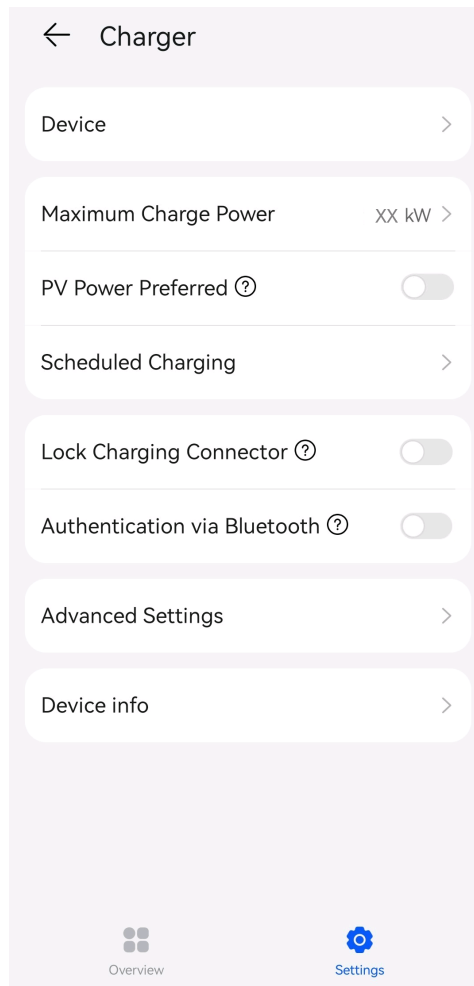 Charger
Device
Maximum Charge Power XX kW
PV Power Preferred ?
Scheduled Charging
Lock Charging Connector ?
Authentication via Bluetooth ?
Advanced Settings
Device info
Overview Settings